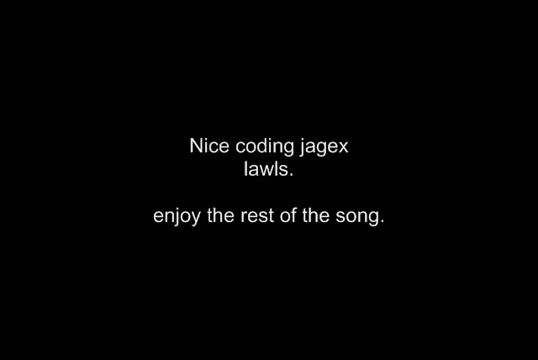 Nice coding jagex
lawls.
enjoy the rest of the song.